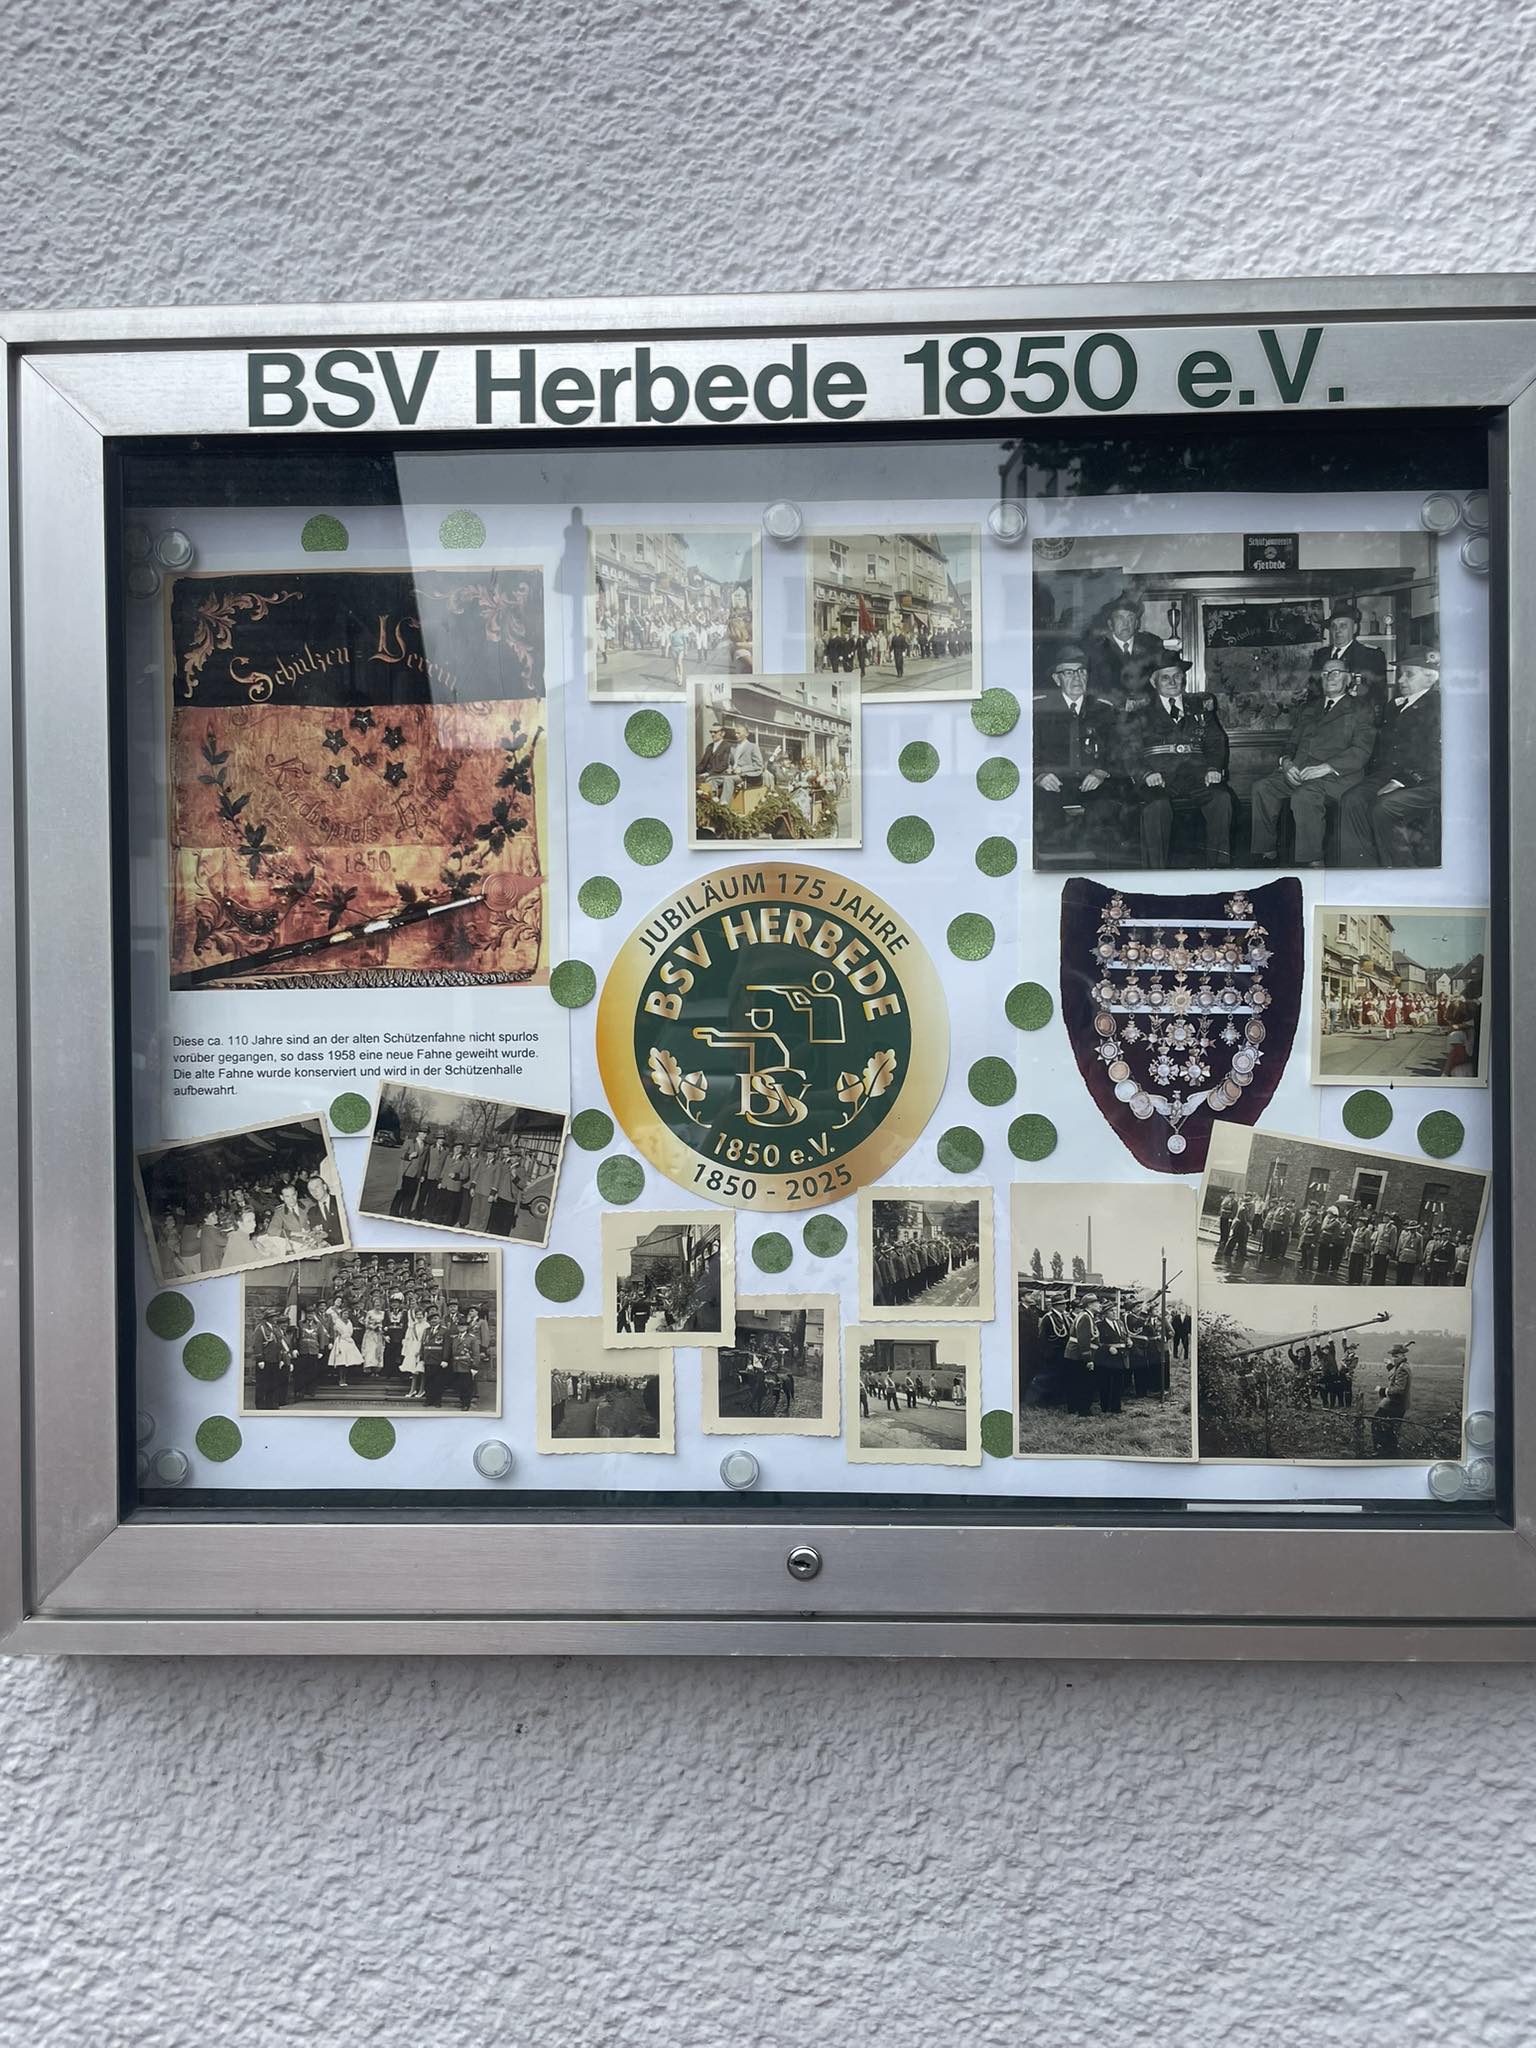 BSV Herbede 1850 e.V.
Schützen-Verein
des
Kirchspiels Herbede
1850.
Diese ca. 110 Jahre sind an der alten Schützenfahne nicht spurlos
vorüber gegangen, so dass 1958 eine neue Fahne geweiht wurde.
Die alte Fahne wurde konserviert und wird in der Schützenhalle
aufbewahrt.
Schützenverein
Herbede
JUBILÄUM 175 JAHRE
BSV HERBEDE
BSV
1850 e.V.
1850 - 2025